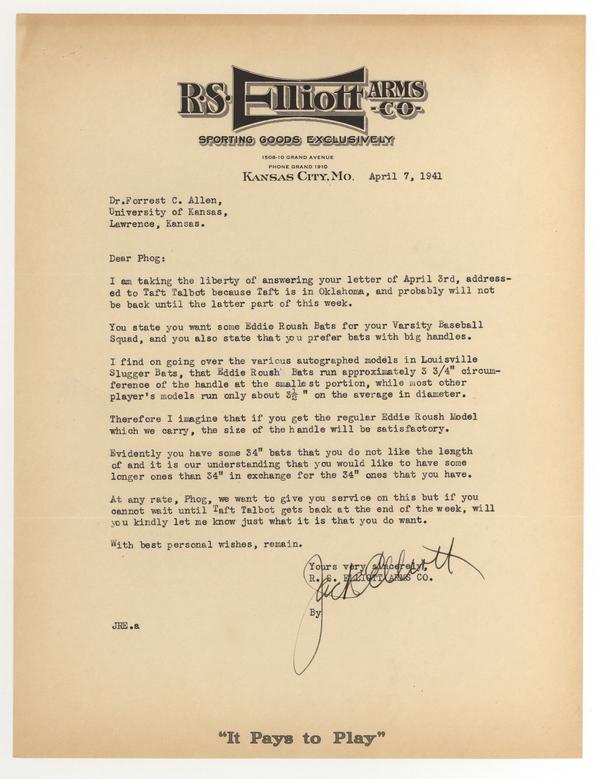 R.S. Elliott ARMS CO.
SPORTING GOODS EXCLUSIVELY
1508-10 GRAND AVENUE
PHONE GRAND 1910
KANSAS CITY, MO. April 7, 1941
Dr.Forrest C. Allen,
University of Kansas,
Lawrence, Kansas.
Dear Phog:
I am taking the liberty of answering your letter of April 3rd, address-
ed to Taft Talbot because Taft is in Oklahoma, and probably will not
be back until the latter part of this week.
You state you want some Eddie Roush Bats for your Varsity Baseball
Squad, and you also state that you prefer bats with big handles.
I find on going over the various autographed models in Louisville
Slugger Bats, that Eddie Roush Bats run approximately 3 3/4" circum-
ference of the handle at the smallest portion, while most other
player's models run only about 3½ " on the average in diameter.
Therefore I imagine that if you get the regular Eddie Roush Model
which we carry, the size of the handle will be satisfactory.
Evidently you have some 34" bats that you do not like the length
of and it is our understanding that you would like to have some
longer ones than 34" in exchange for the 34" ones that you have.
At any rate, Phog, we want to give you service on this but if you
cannot wait until Taft Talbot gets back at the end of the week, will
you kindly let me know just what it is that you do want.
With best personal wishes, remain.
Yours very sincerely,
R. S. ELLIOTT ARMS CO.
Jack Elliott
By
JRE.a
"It Pays to Play"